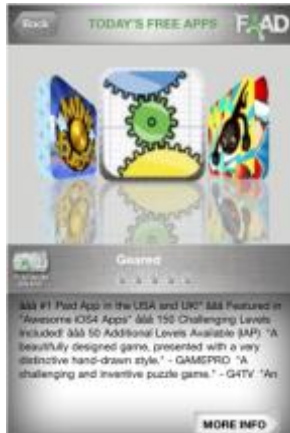 Back
TODAY'S FREE APPS
FAAD
Geared
âââ #1 Paid App in the USA and UK!* âââ Featured in
"Awesome iOS4 Apps" âââ 150 Challenging Levels
Included! âââ 50 Additional Levels Available (IAP) "A
beautifully designed game, presented with a very
distinctive hand-drawn style." - GAMEPRO "A
challenging and inventive puzzle game." - G4TV "An
MORE INFO